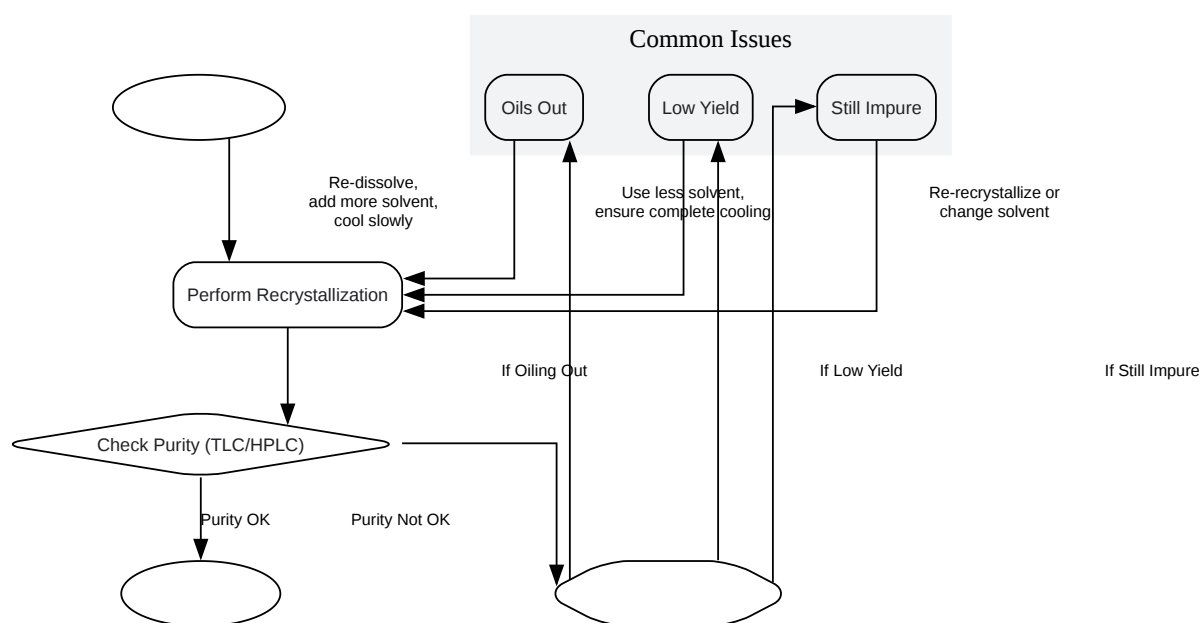 Common Issues
Oils Out
Low Yield
Still Impure
Re-dissolve,
add more solvent,
cool slowly
Use less solvent,
ensure complete cooling
Re-recrystallize or
change solvent
Perform Recrystallization
If Oiling Out
If Low Yield
If Still Impure
Check Purity (TLC/HPLC)
Purity OK
Purity Not OK